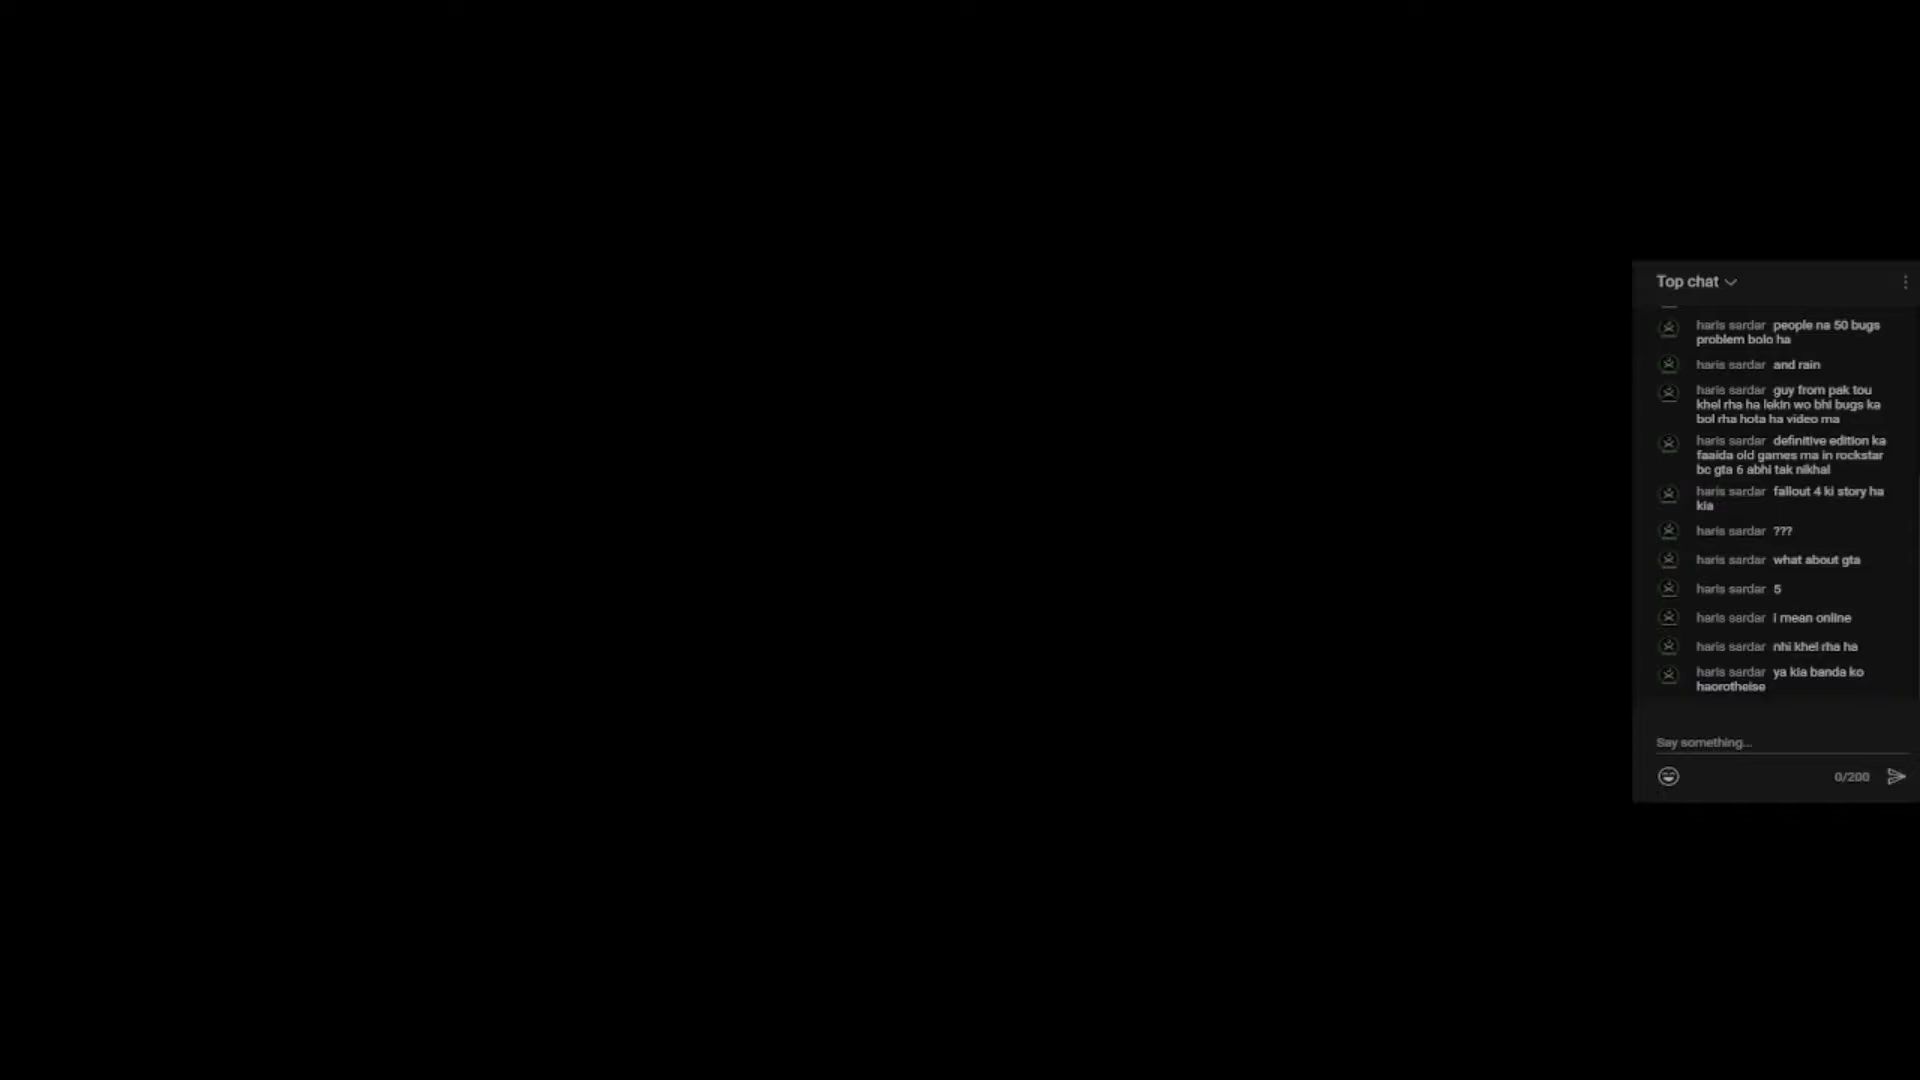 Top chat
haris sardar people na 50 bugs
problem bolo ha
haris sardar and rain
haris sardar guy from pak tou
khel rha ha lekin wo bhi bugs ka
bol rha hota ha video ma
haris sardar definitive edition ka
faaida old games ma in rockstar
bc gta 6 abhi tak nikhal
haris sardar fallout 4 ki story ha
kia
haris sardar ???
haris sardar what about gta
haris sardar 5
haris sardar i mean online
haris sardar nhi khel rha ha
haris sardar ya kia banda ko
haorotheise
Say something...
0/200